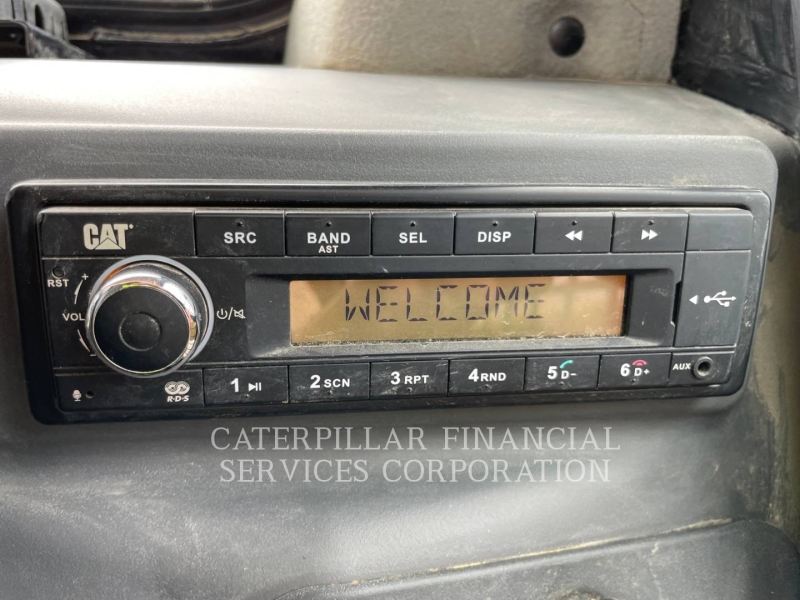 CAT
SRC
BAND
AST
SEL
DISP
RST
VOL
WELCOME
1
2 SCN
3 RPT
4 RND
5 D-
6 D+
AUX
R·D·S
CATERPILLAR FINANCIAL
SERVICES CORPORATION